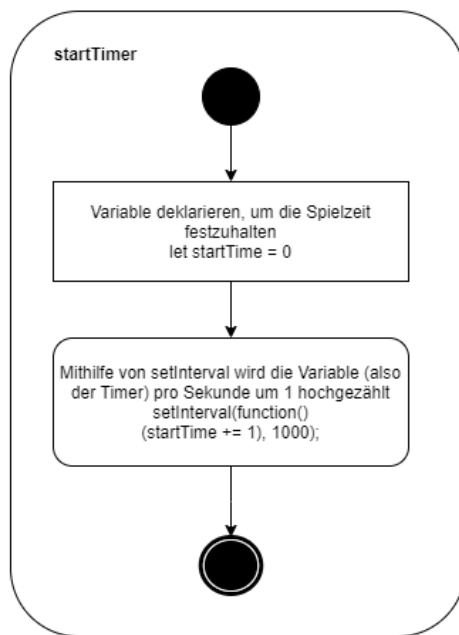 startTimer
Variable deklarieren, um die Spielzeit
festzuhalten
let startTime = 0
Mithilfe von setInterval wird die Variable (also
der Timer) pro Sekunde um 1 hochgezählt
setInterval(function()
(startTime += 1), 1000);